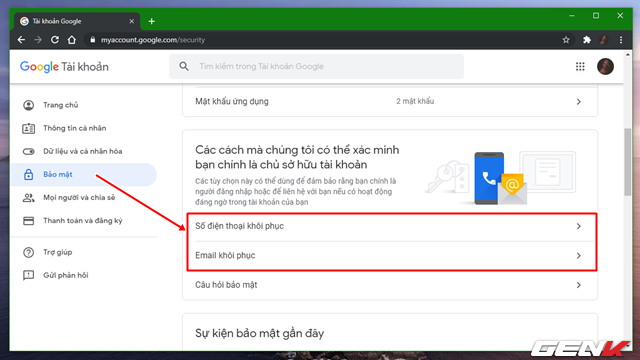 Tài khoản Google
myaccount.google.com/security
Google Tài khoản
Tìm kiếm trong Tài khoản Google
Trang chủ
Thông tin cá nhân
Dữ liệu và cá nhân hóa
Bảo mật
Mọi người và chia sẻ
Thanh toán và đăng ký
Trợ giúp
Gửi phản hồi
Mật khẩu ứng dụng
2 mật khẩu
Các cách mà chúng tôi có thể xác minh
bạn chính là chủ sở hữu tài khoản
Các tùy chọn này có thể dùng để đảm bảo rằng bạn chính là
người đăng nhập hoặc để liên hệ với bạn nếu có hoạt động
đáng ngờ trong tài khoản của bạn
Số điện thoại khôi phục
Email khôi phục
Câu hỏi bảo mật
Sự kiện bảo mật gần đây
GENK